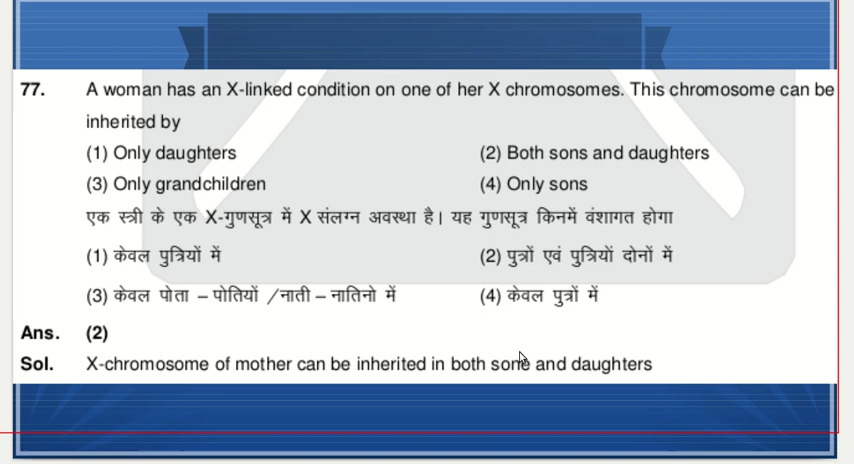 77. A woman has an X-linked condition on one of her X chromosomes. This chromosome can be
inherited by
(1) Only daughters (2) Both sons and daughters
(3) Only grandchildren (4) Only sons
एक स्त्री के एक X-गुणसूत्र में X संलग्न अवस्था है। यह गुणसूत्र किनमें वंशागत होगा
(1) केवल पुत्रियों में (2) पुत्रों एवं पुत्रियों दोनों में
(3) केवल पोता – पोतियों / नाती – नातिनो में (4) केवल पुत्रों में
Ans. (2)
Sol. X-chromosome of mother can be inherited in both sone and daughters